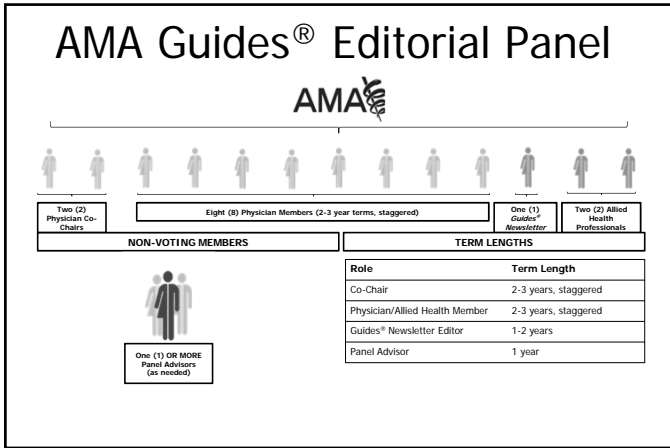 AMA Guides® Editorial Panel
AMA
Two (2)
Physician Co-
Chairs
Eight (8) Physician Members (2-3 year terms, staggered)
One (1)
Guides®
Newsletter
Two (2) Allied
Health
Professionals
NON-VOTING MEMBERS
TERM LENGTHS
One (1) OR MORE
Panel Advisors
(as needed)
Role Term Length
Co-Chair 2-3 years, staggered
Physician/Allied Health Member 2-3 years, staggered
Guides® Newsletter Editor 1-2 years
Panel Advisor 1 year